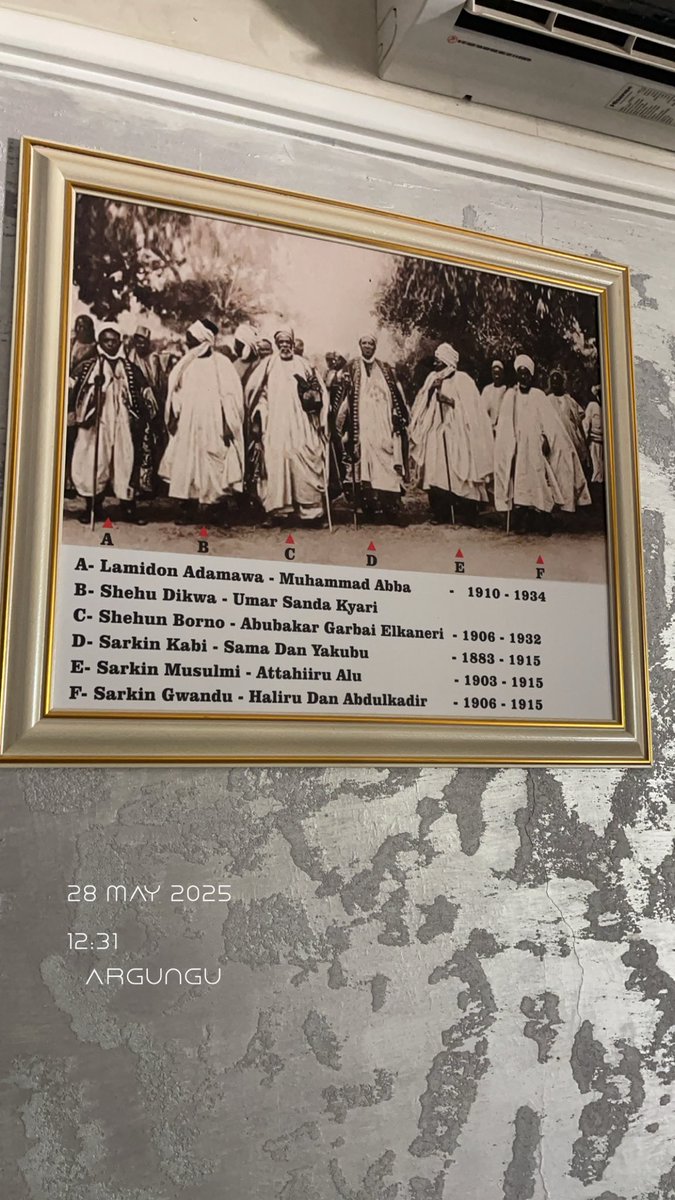 A
B
C
D
E
F
A- Lamidon Adamawa - Muhammad Abba - 1910 - 1934
B- Shehu Dikwa - Umar Sanda Kyari
C- Shehun Borno - Abubakar Garbai Elkaneri - 1906 - 1932
D- Sarkin Kabi - Sama Dan Yakubu - 1883 - 1915
E- Sarkin Musulmi - Attahiiru Alu - 1903 - 1915
F- Sarkin Gwandu - Haliru Dan Abdulkadir - 1906 - 1915
28 MAY 2025
12:31
ARGUNGU